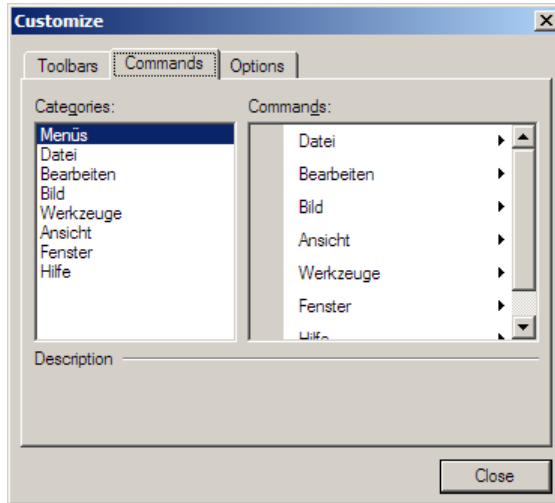 Customize
Toolbars Commands Options
Categories:
Menüs
Datei
Bearbeiten
Bild
Werkzeuge
Ansicht
Fenster
Hilfe
Commands:
Datei
Bearbeiten
Bild
Ansicht
Werkzeuge
Fenster
Hilfe
Description
Close